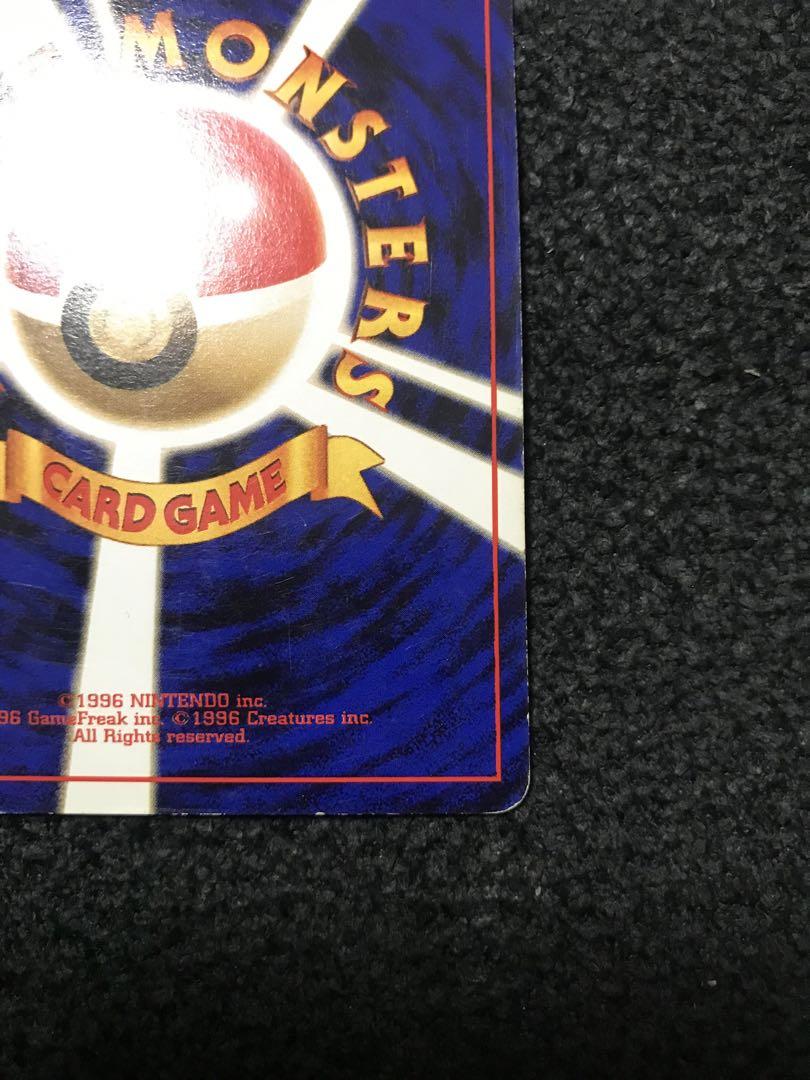 MONSTERS
CARD GAME
©1996 NINTENDO inc.
96 GameFreak inc. ©1996 Creatures inc.
All Rights reserved.